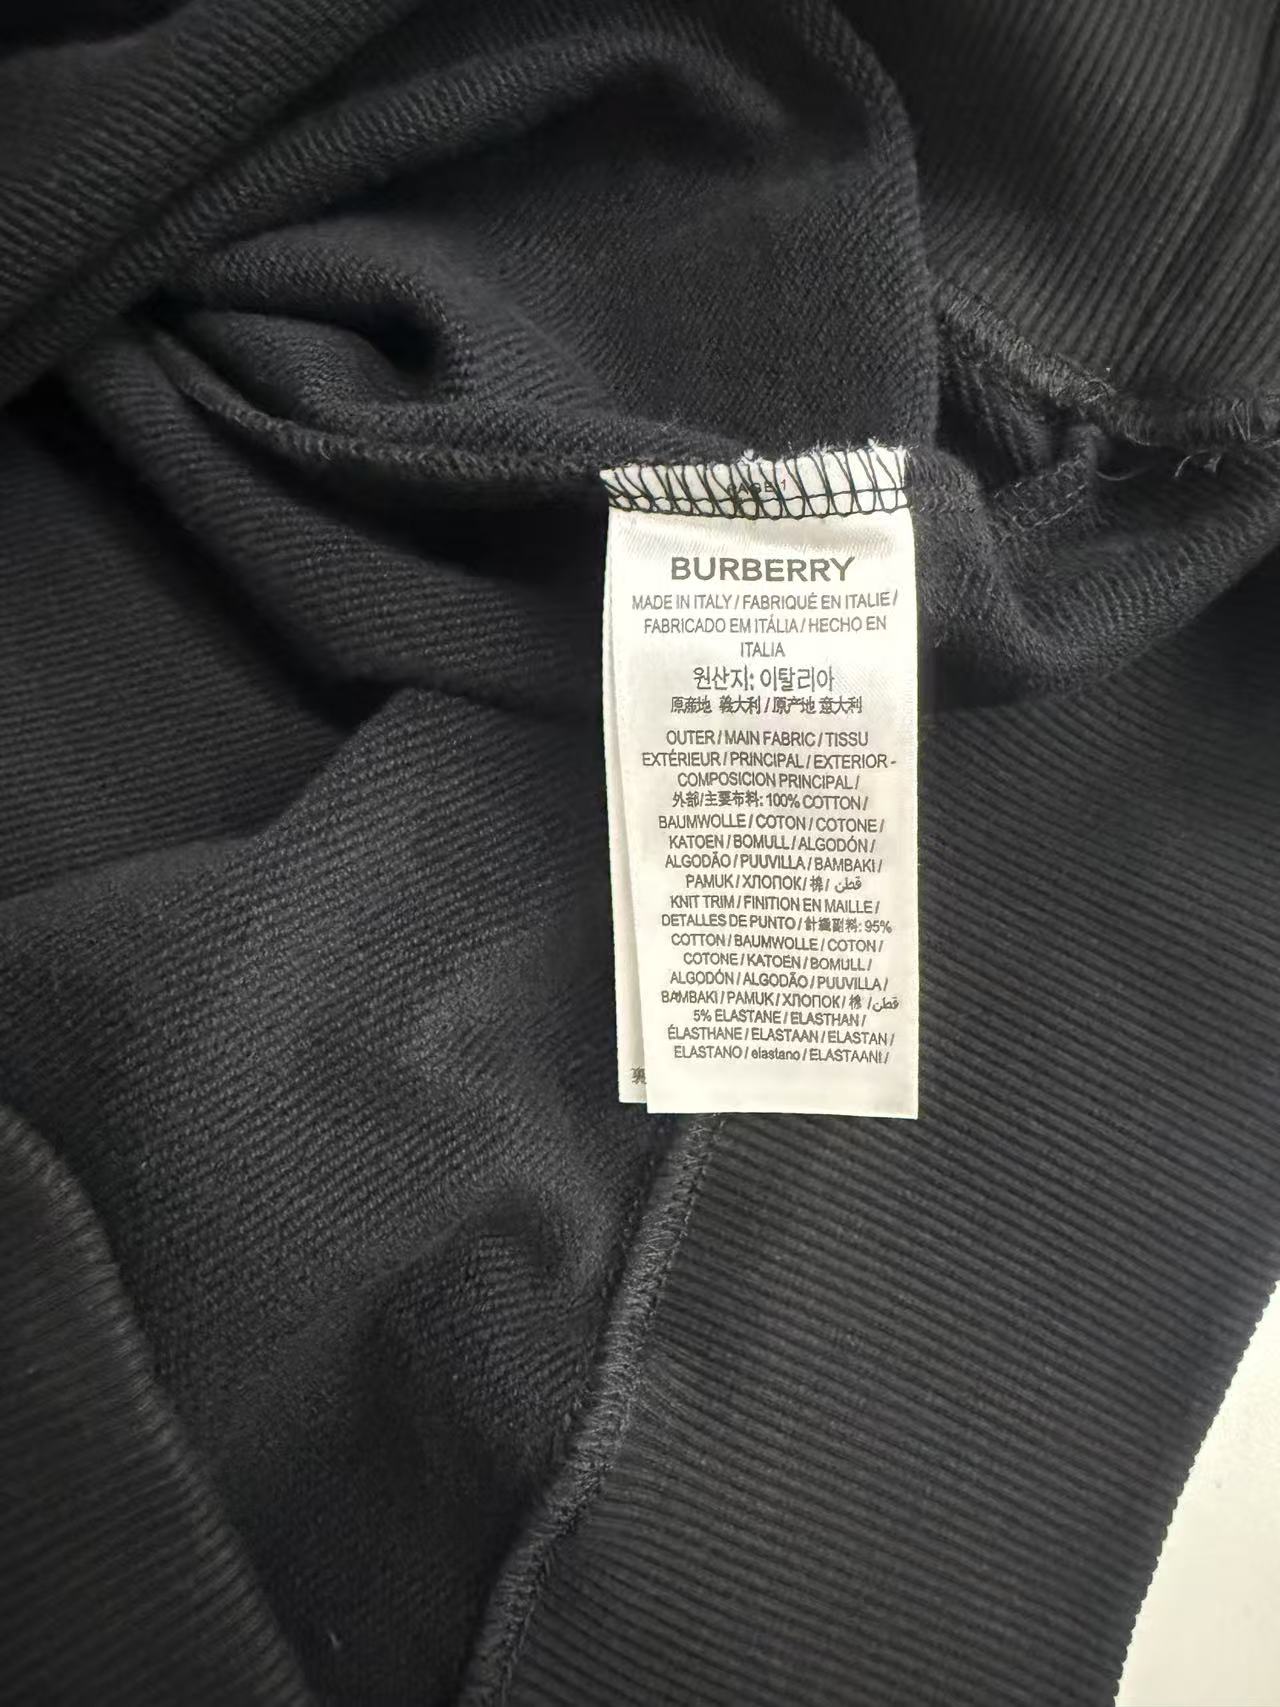 PAGE 1
BURBERRY
MADE IN ITALY / FABRIQUÉ EN ITALIE /
FABRICADO EM ITÁLIA / HECHO EN
ITALIA
원산지: 이탈리아
原産地 義大利 / 原产地 意大利
OUTER / MAIN FABRIC / TISSU
EXTÉRIEUR / PRINCIPAL / EXTERIOR -
COMPOSICION PRINCIPAL /
外部/主要布料: 100% COTTON /
BAUMWOLLE / COTON / COTONE /
KATOEN / BOMULL / ALGODÓN /
ALGODÃO / PUUVILLA / BAMBAKI /
PAMUK / ХЛОПОК / 棉 / قطن
KNIT TRIM / FINITION EN MAILLE /
DETALLES DE PUNTO / 針織副料: 95%
COTTON / BAUMWOLLE / COTON /
COTONE / KATOEN / BOMULL /
ALGODÓN / ALGODÃO / PUUVILLA /
BAMBAKI / PAMUK / ХЛОПОК / 棉 / قطن
5% ELASTANE / ELASTHAN /
ÉLASTHANE / ELASTAAN / ELASTAN /
ELASTANO / elastano / ELASTAANI /